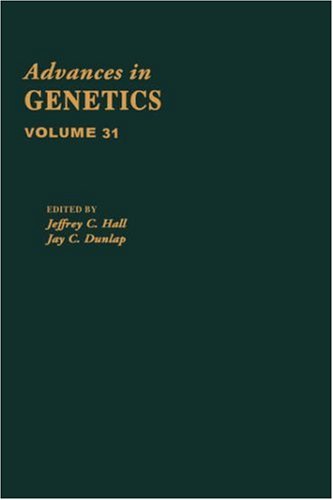 Advances in
GENETICS
VOLUME 31
EDITED BY
Jeffrey C. Hall
Jay C. Dunlap